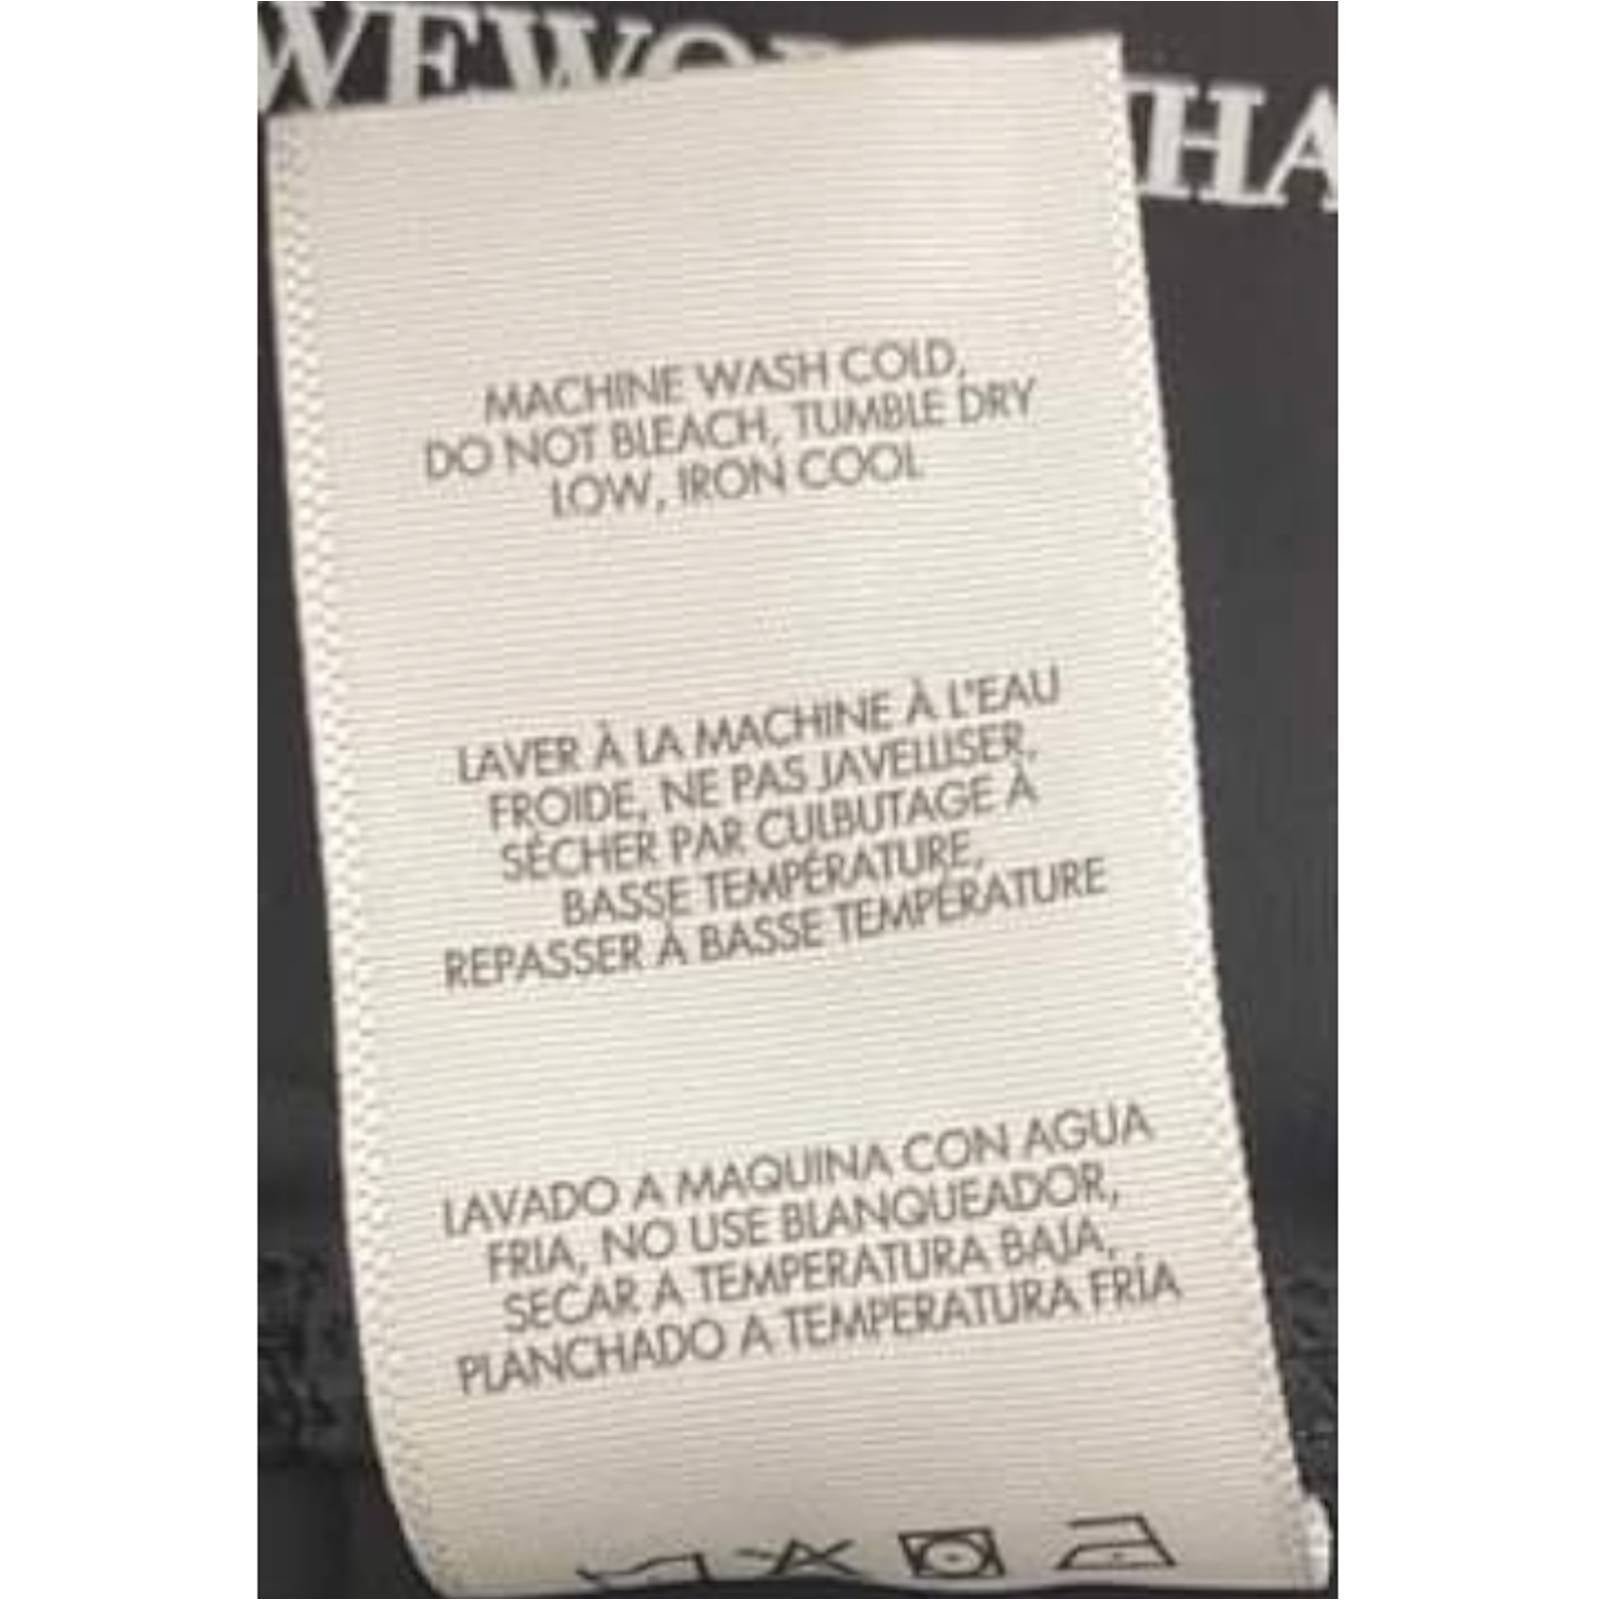 MACHINE WASH COLD,
DO NOT BLEACH, TUMBLE DRY
LOW, IRON COOL
LAVER À LA MACHINE À L'EAU
FROIDE, NE PAS JAVELLISER,
SÉCHER PAR CULBUTAGE À
BASSE TEMPÉRATURE,
REPASSER À BASSE TEMPÉRATURE
LAVADO A MAQUINA CON AGUA
FRIA, NO USE BLANQUEADOR,
SECAR A TEMPERATURA BAJA,
PLANCHADO A TEMPERATURA FRÍA